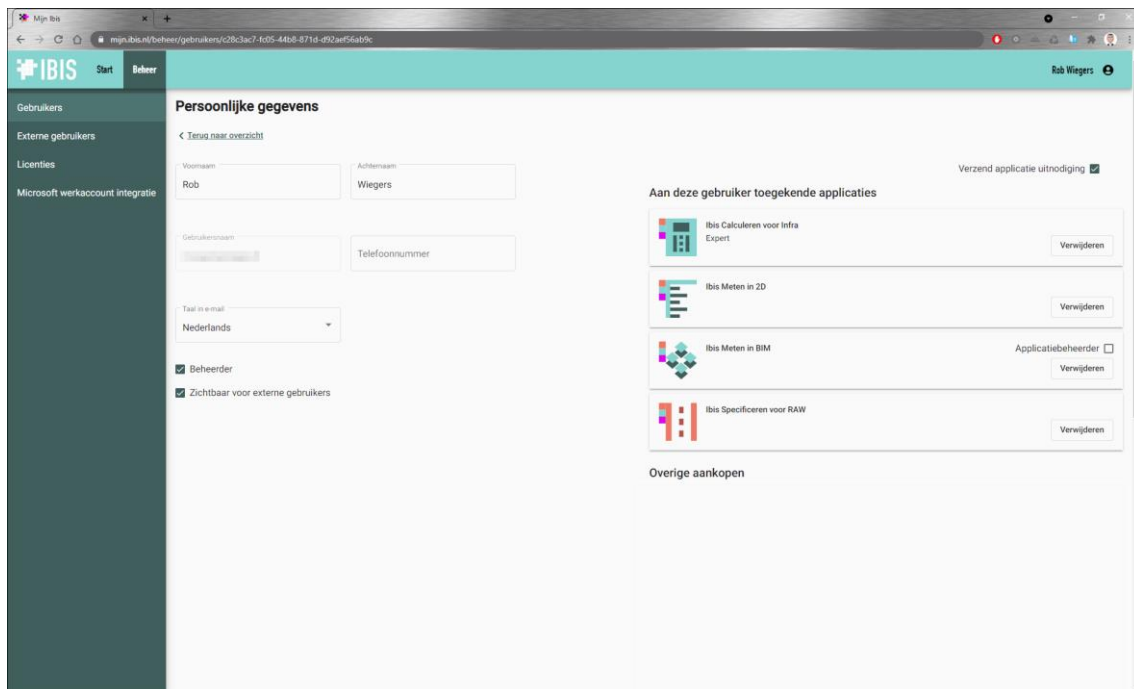 Mijn Ibis
mijn.ibis.nl/beheer/gebruikers/c28c3ac7-fc05-44b8-871d-d92aef56ab9c
IBIS
Start
Beheer
Rob Wiegers
Gebruikers
Externe gebruikers
Licenties
Microsoft werkaccount integratie
Persoonlijke gegevens
Terug naar overzicht
Voornaam
Rob
Achternaam
Wiegers
Gebruikersnaam
Telefoonnummer
Taal in e-mail
Nederlands
Beheerder
Zichtbaar voor externe gebruikers
Verzend applicatie uitnodiging
Aan deze gebruiker toegekende applicaties
Ibis Calculeren voor Infra
Expert
Verwijderen
Ibis Meten in 2D
Verwijderen
Ibis Meten in BIM
Applicatiebeheerder
Verwijderen
Ibis Specificeren voor RAW
Verwijderen
Overige aankopen